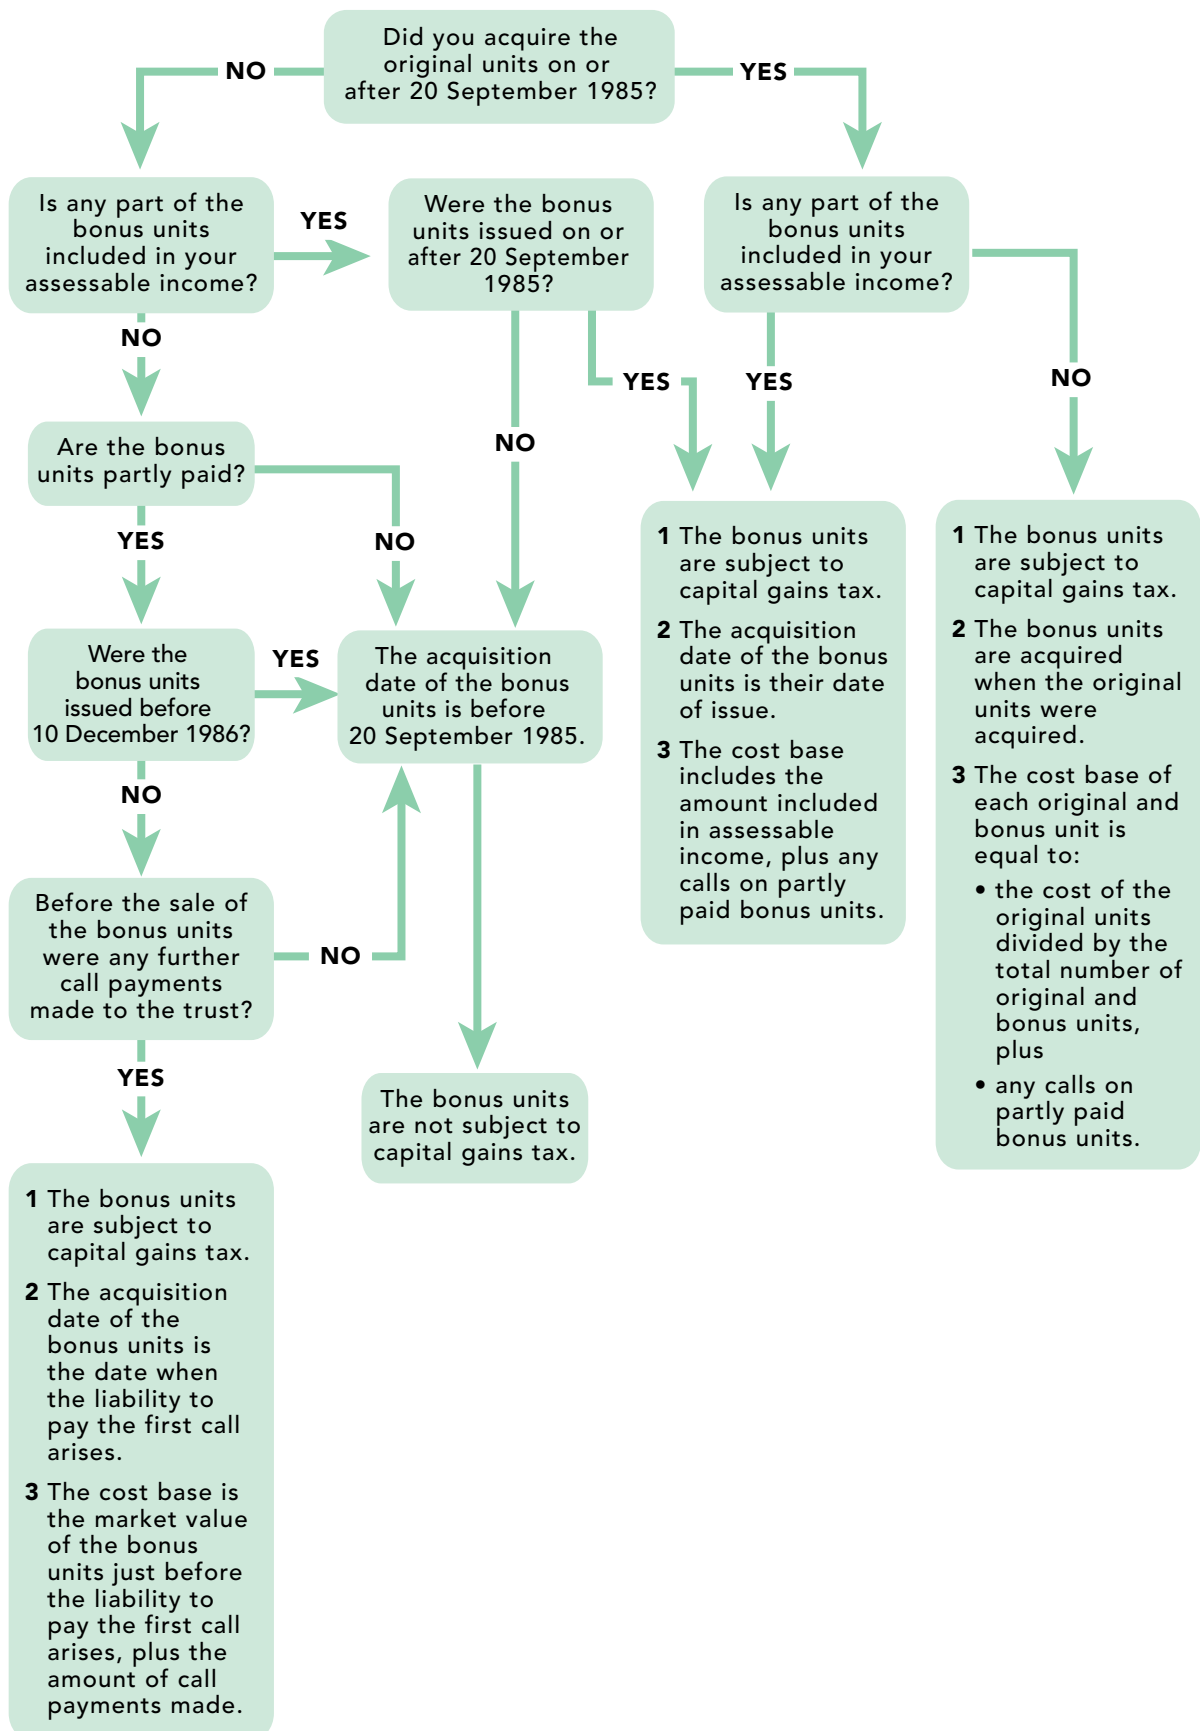 Did you acquire the
original units on or
after 20 September 1985?
NO
YES
Is any part of the
bonus units
included in your
assessable income?
YES
Were the bonus
units issued on or
after 20 September
1985?
Is any part of the
bonus units
included in your
assessable income?
NO
YES
YES
NO
NO
Are the bonus
units partly paid?
YES
NO
Were the
bonus units
issued before
10 December 1986?
YES
The acquisition
date of the bonus
units is before
20 September 1985.
1 The bonus units
are subject to
capital gains tax.
2 The acquisition
date of the bonus
units is their date
of issue.
3 The cost base
includes the
amount included
in assessable
income, plus any
calls on partly
paid bonus units.
1 The bonus units
are subject to
capital gains tax.
2 The bonus units
are acquired
when the original
units were
acquired.
3 The cost base of
each original and
bonus unit is
equal to:
• the cost of the
original units
divided by the
total number of
original and
bonus units,
plus
• any calls on
partly paid
bonus units.
NO
Before the sale of
the bonus units
were any further
call payments
made to the trust?
NO
YES
The bonus units
are not subject to
capital gains tax.
1 The bonus units
are subject to
capital gains tax.
2 The acquisition
date of the
bonus units is
the date when
the liability to
pay the first call
arises.
3 The cost base is
the market value
of the bonus
units just before
the liability to
pay the first call
arises, plus the
amount of call
payments made.